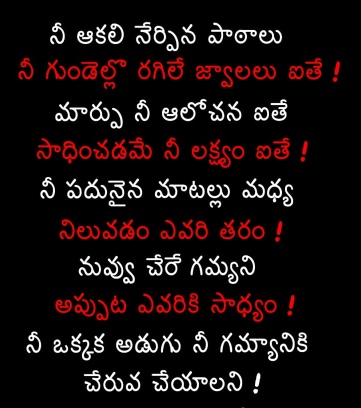 నీ ఆకలి నేర్పిన పాఠాలు
నీ గుండెల్లొ రగిలే జ్వాలలు ఐతే !
మార్పు నీ ఆలోచన ఐతే
సాధించడమే నీ లక్ష్యం ఐతే !
నీ పదునైన మాటల్లు మధ్య
నిలువడం ఎవరి తరం !
నువ్వు చేరే గమ్యని
అప్పుట ఎవరికి సాధ్యం !
నీ ఒక్కక అడుగు నీ గమ్యానికి
చేరువ చేయాలని !